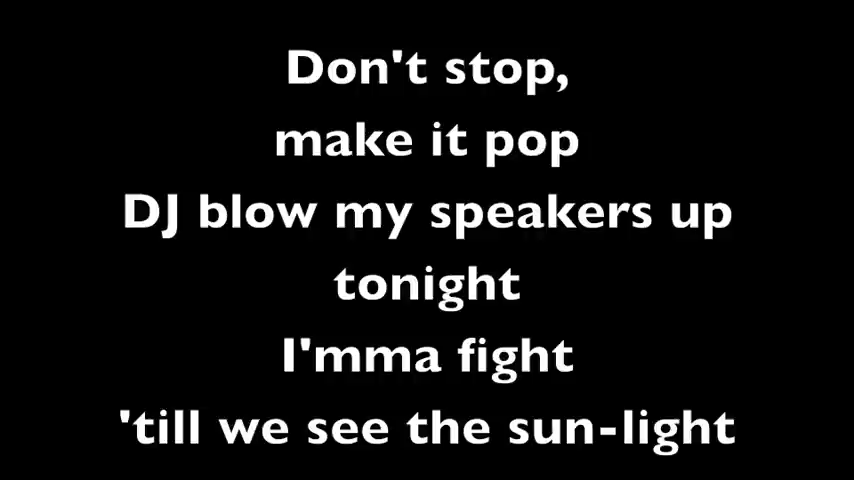 Don't stop,
make it pop
DJ blow my speakers up
tonight
I'mma fight
'till we see the sun-light